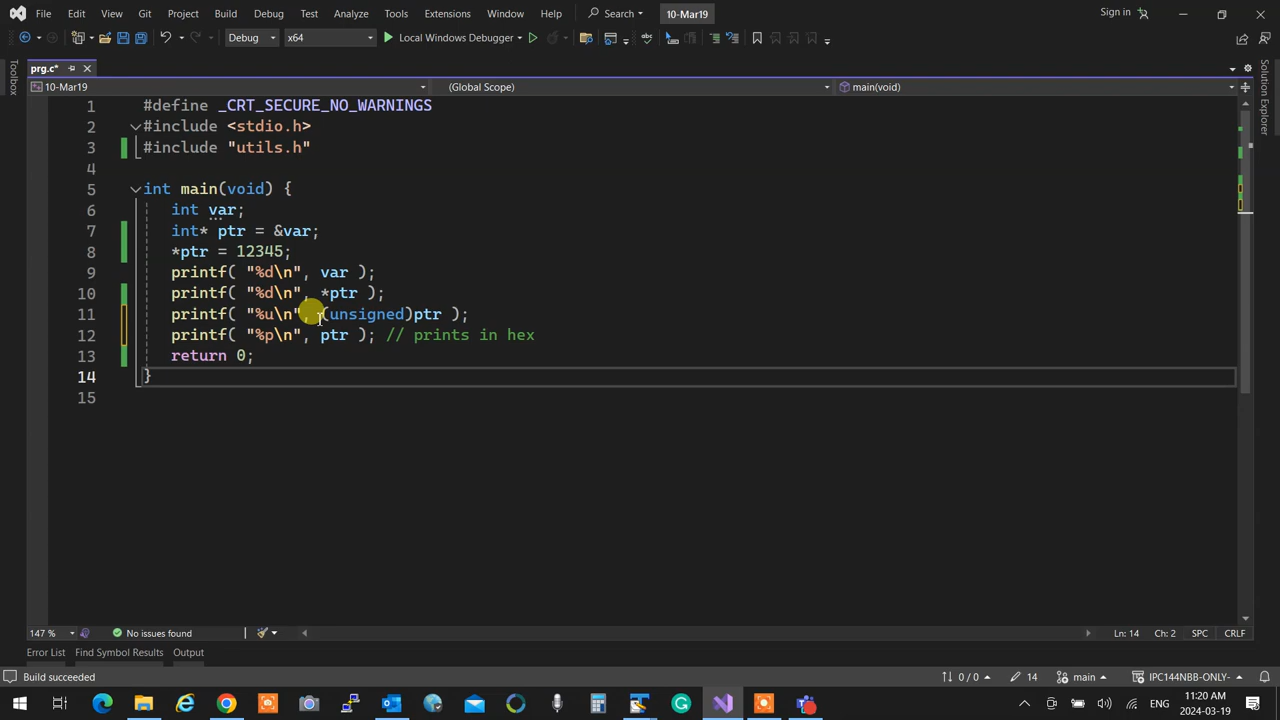 File Edit View Git Project Build Debug Test Analyze Tools Extensions Window Help Search 10-Mar19 Sign in
Debug x64 Local Windows Debugger
prg.c*
10-Mar19 (Global Scope) main(void)
Toolbox
Solution Explorer
1 #define _CRT_SECURE_NO_WARNINGS
2 #include <stdio.h>
3 #include "utils.h"
4
5 int main(void) {
6 int var;
7 int* ptr = &var;
8 *ptr = 12345;
9 printf( "%d\n", var );
10 printf( "%d\n", *ptr );
11 printf( "%u\n", (unsigned)ptr );
12 printf( "%p\n", ptr ); // prints in hex
13 return 0;
14 }
15
147 % No issues found Ln: 14 Ch: 2 SPC CRLF
Error List Find Symbol Results Output
Build succeeded 0 / 0 14 main IPC144NBB-ONLY-
ENG 11:20 AM
2024-03-19